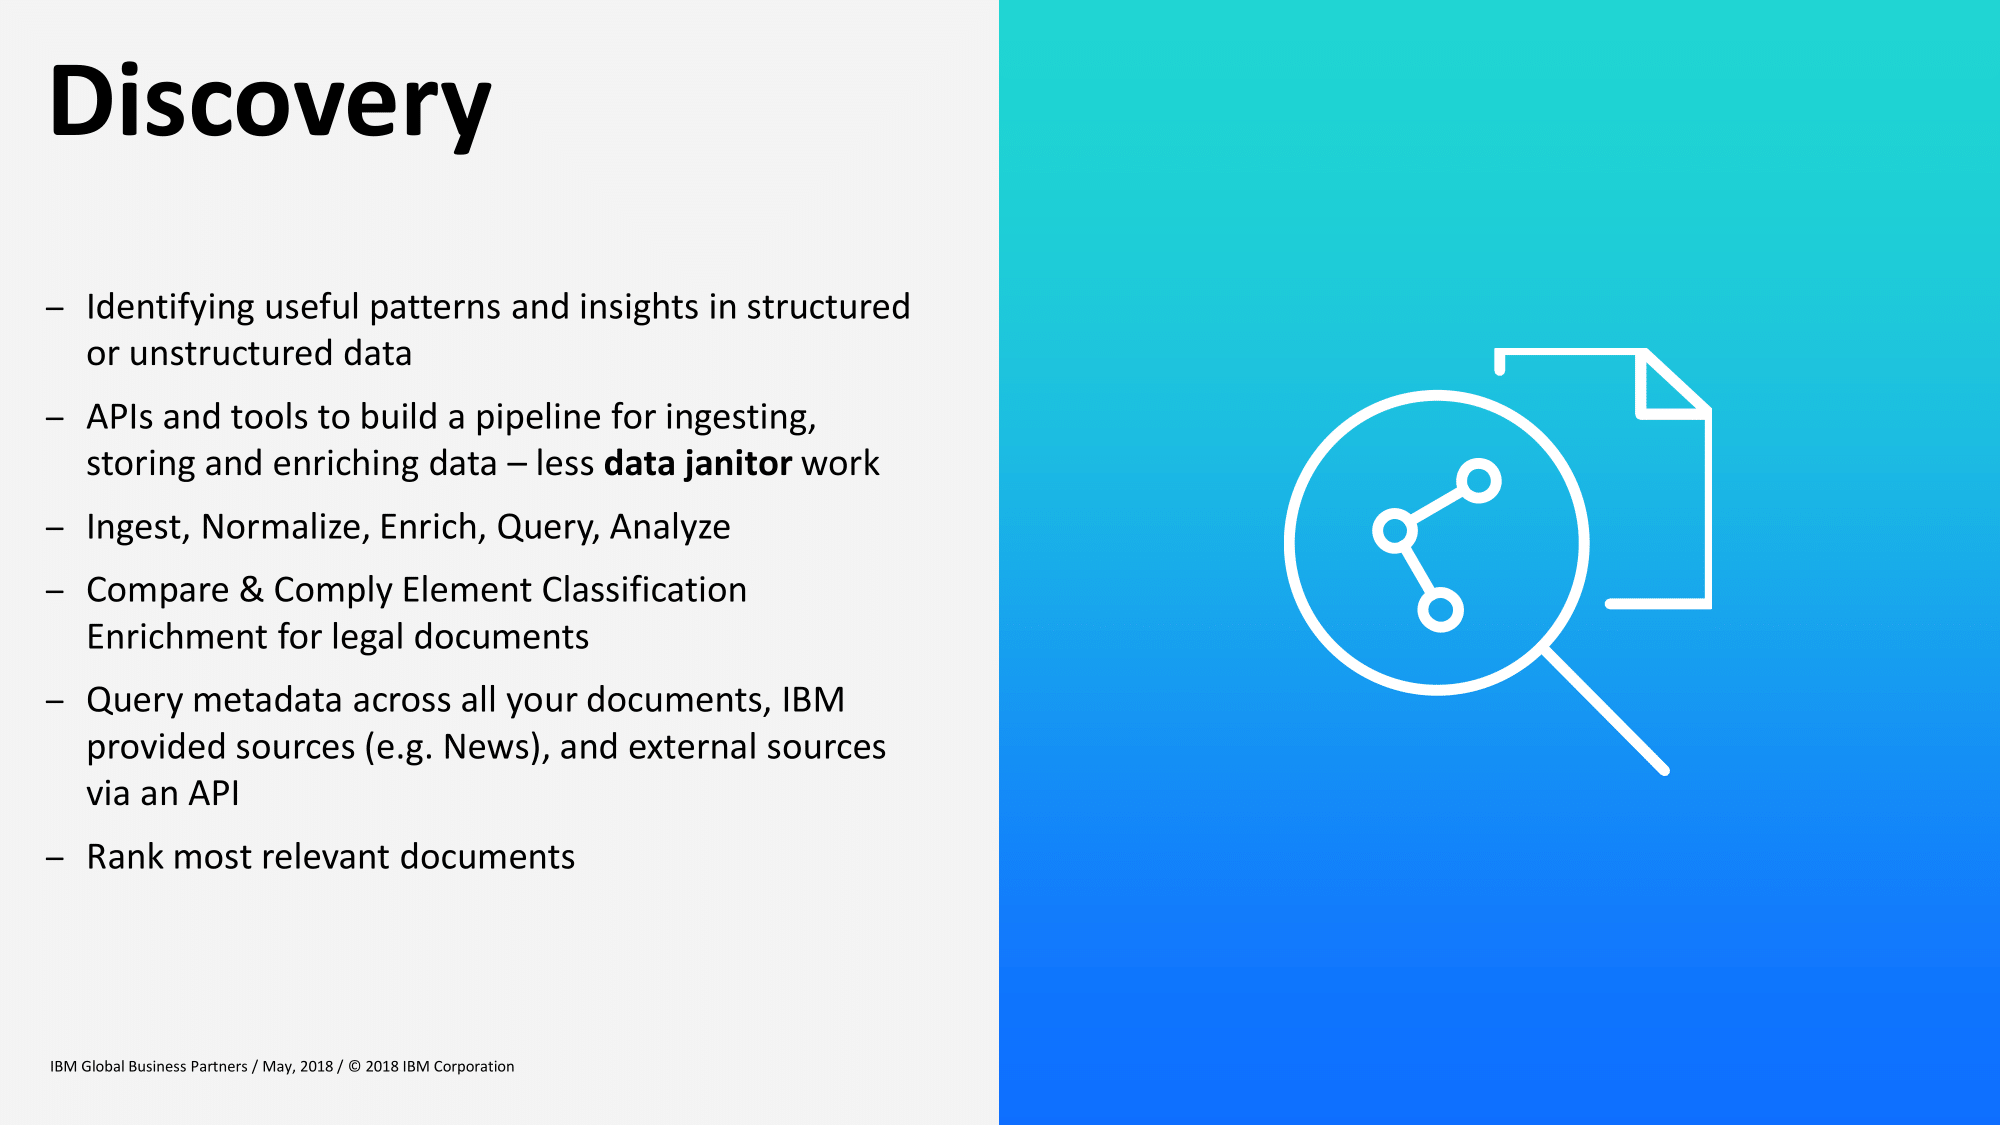 Discovery
– Identifying useful patterns and insights in structured
or unstructured data
– APIs and tools to build a pipeline for ingesting,
storing and enriching data – less data janitor work
– Ingest, Normalize, Enrich, Query, Analyze
– Compare & Comply Element Classification
Enrichment for legal documents
– Query metadata across all your documents, IBM
provided sources (e.g. News), and external sources
via an API
– Rank most relevant documents
IBM Global Business Partners / May, 2018 / © 2018 IBM Corporation